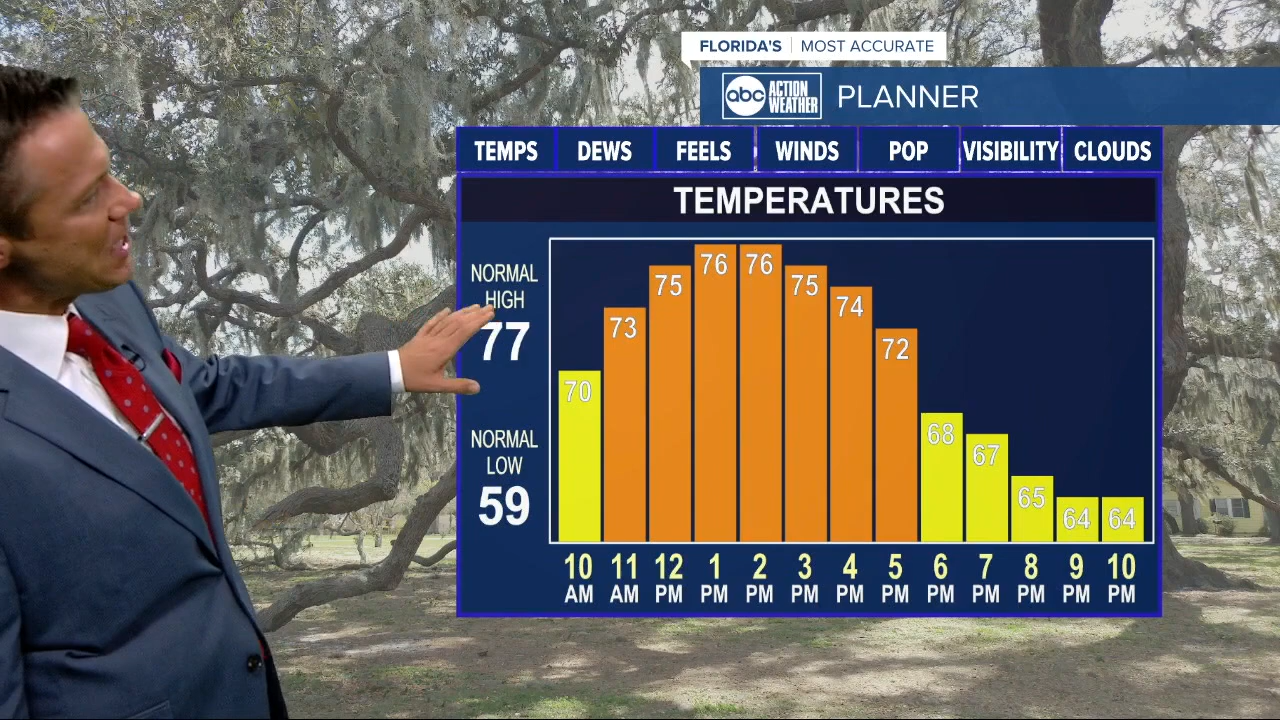 FLORIDA'S | MOST ACCURATE
abc ACTION WEATHER PLANNER
TEMPS DEWS FEELS WINDS POP VISIBILITY CLOUDS
TEMPERATURES
NORMAL
HIGH
77
NORMAL
LOW
59
70 73 75 76 76 75 74 72 68 67 65 64 64
10 11 12 1 2 3 4 5 6 7 8 9 10
AM AM PM PM PM PM PM PM PM PM PM PM PM